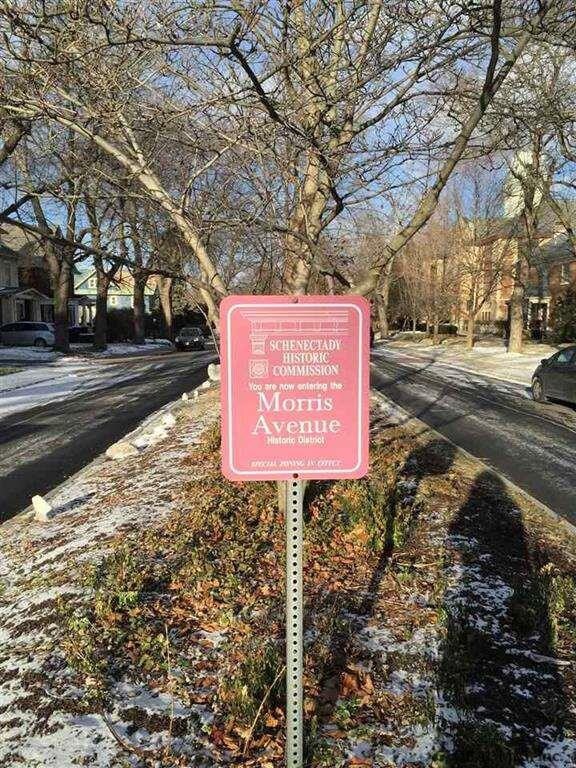 SCHENECTADY
HISTORIC
COMMISSION
You are now entering the
Morris
Avenue
Historic District
SPECIAL ZONING IN EFFECT